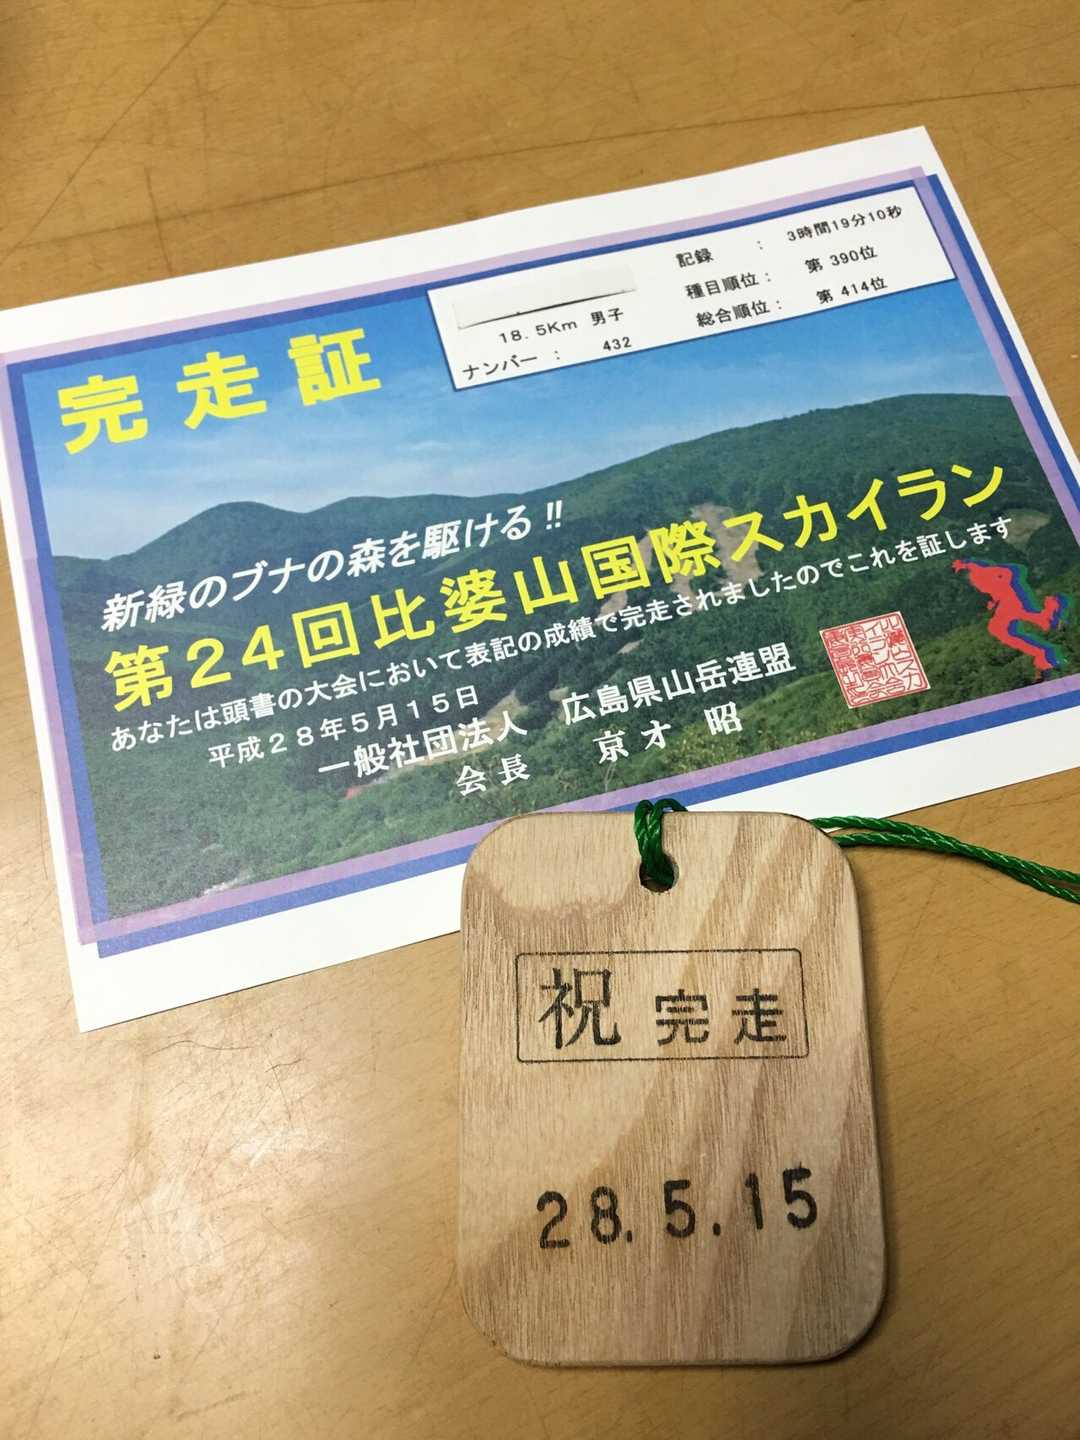 完走証
18.5Km 男子
ナンバー : 432
記録 : 3時間19分10秒
種目順位: 第 390位
総合順位: 第 414位
新緑のブナの森を駆ける!!
第24回比婆山国際スカイラン
あなたは頭書の大会において表記の成績で完走されましたのでこれを証します
平成28年5月15日
一般社団法人 広島県山岳連盟
会長 京オ 昭
祝 完走
28.5.15